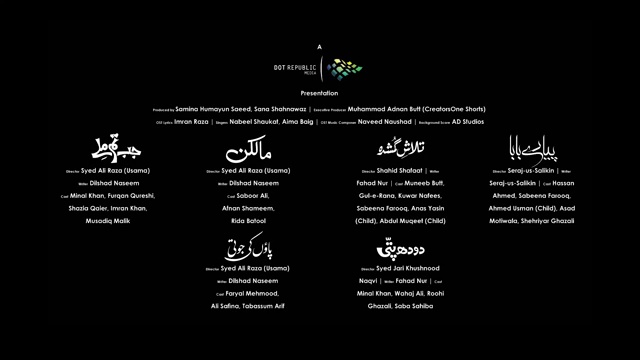 A
DOT REPUBLIC
MEDIA
Presentation
Produced by Samina Humayun Saeed, Sana Shahnawaz | Executive Producer Muhammad Adnan Butt (CreatorsOne Shorts)
OST Lyrics Imran Raza | Singers Nabeel Shaukat, Aima Baig | OST Music Composer Naveed Naushad | Background Score AD Studios
جب تم ملے
Director Syed Ali Raza (Usama)
Writer Dilshad Naseem
Cast Minal Khan, Furqan Qureshi,
Shazia Qaier, Imran Khan,
Musadiq Malik
مالکن
Director Syed Ali Raza (Usama)
Writer Dilshad Naseem
Cast Saboor Ali,
Afnan Shameem,
Rida Batool
تلاش گمشدہ
Director Shahid Shafaat | Writer
Fahad Nur | Cast Muneeb Butt,
Gul-e-Rana, Kuwar Nafees,
Sabeena Farooq, Anas Yasin
(Child), Abdul Muqeet (Child)
پیارے بابا
Director Seraj-us-Salikin | Writer
Seraj-us-Salikin | Cast Hassan
Ahmed, Sabeena Farooq,
Ahmed Usman (Child), Asad
Motiwala, Shehriyar Ghazali
پاؤں کی جوتی
Director Syed Ali Raza (Usama)
Writer Dilshad Naseem
Cast Faryal Mehmood,
Ali Safina, Tabassum Arif
دودھ پتی
Director Syed Jari Khushnood
Naqvi | Writer Fahad Nur | Cast
Minal Khan, Wahaj Ali, Roohi
Ghazali, Saba Sahiba